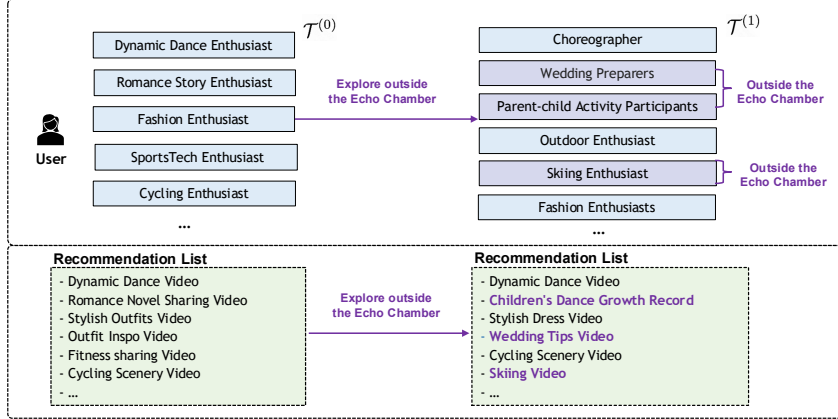 𝒯^(0)
Dynamic Dance Enthusiast
Romance Story Enthusiast
Fashion Enthusiast
SportsTech Enthusiast
Cycling Enthusiast
...
User
Explore outside
the Echo Chamber
𝒯^(1)
Choreographer
Wedding Preparers
Parent-child Activity Participants
Outdoor Enthusiast
Skiing Enthusiast
Fashion Enthusiasts
...
Outside the
Echo Chamber
Outside the
Echo Chamber
Recommendation List
- Dynamic Dance Video
- Romance Novel Sharing Video
- Stylish Outfits Video
- Outfit Inspo Video
- Fitness sharing Video
- Cycling Scenery Video
- ...
Explore outside
the Echo Chamber
Recommendation List
- Dynamic Dance Video
- Children's Dance Growth Record
- Stylish Dress Video
- Wedding Tips Video
- Cycling Scenery Video
- Skiing Video
- ...